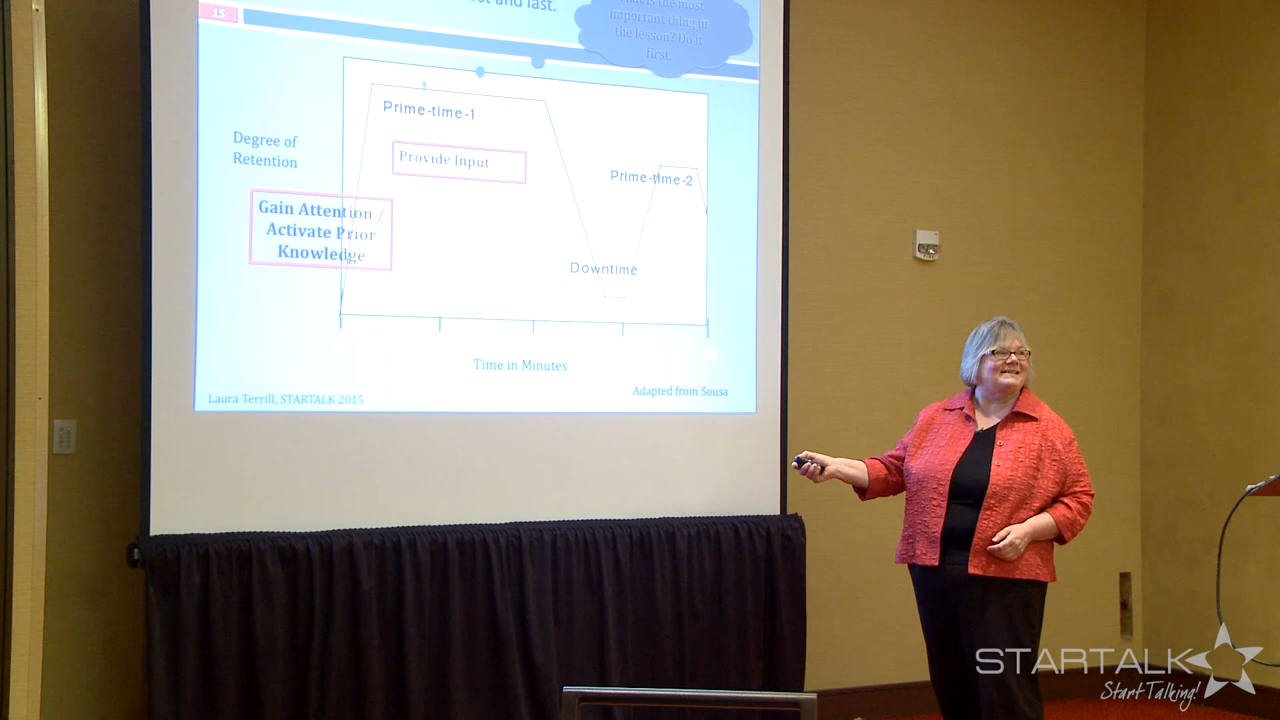 and last.
15
What is the most
important thing in
the lesson? Do it
first.
Prime-time-1
Provide Input
Degree of
Retention
Prime-time-2
Gain Attention /
Activate Prior
Knowledge
Downtime
Time in Minutes
Laura Terrill, STARTALK 2015
Adapted from Sousa
STARTALK
Start Talking!